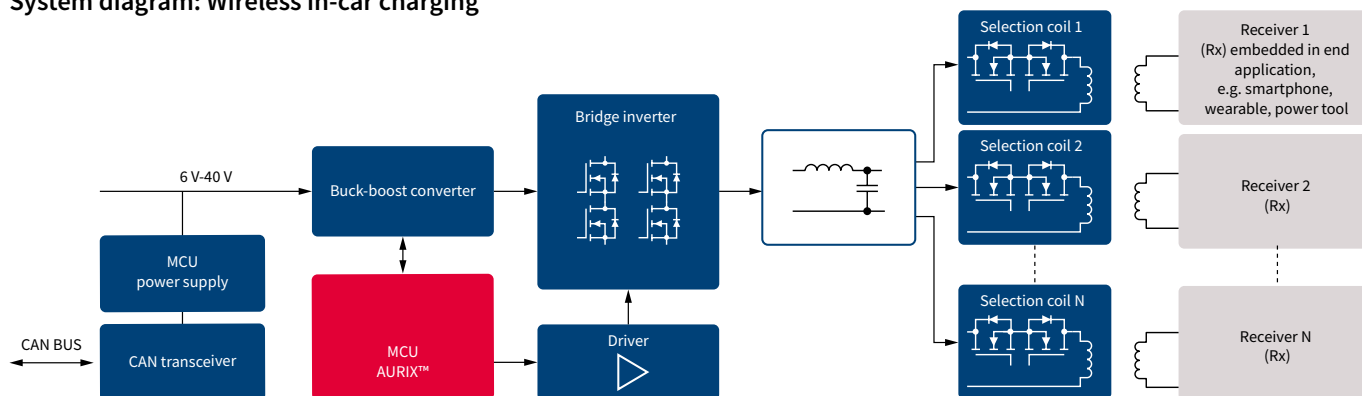 System diagram: Wireless in-car charging
6 V-40 V
MCU
power supply
CAN BUS
CAN transceiver
Buck-boost converter
MCU
AURIX™
Bridge inverter
Driver
Selection coil 1
Selection coil 2
Selection coil N
Receiver 1
(Rx) embedded in end
application,
e.g. smartphone,
wearable, power tool
Receiver 2
(Rx)
Receiver N
(Rx)